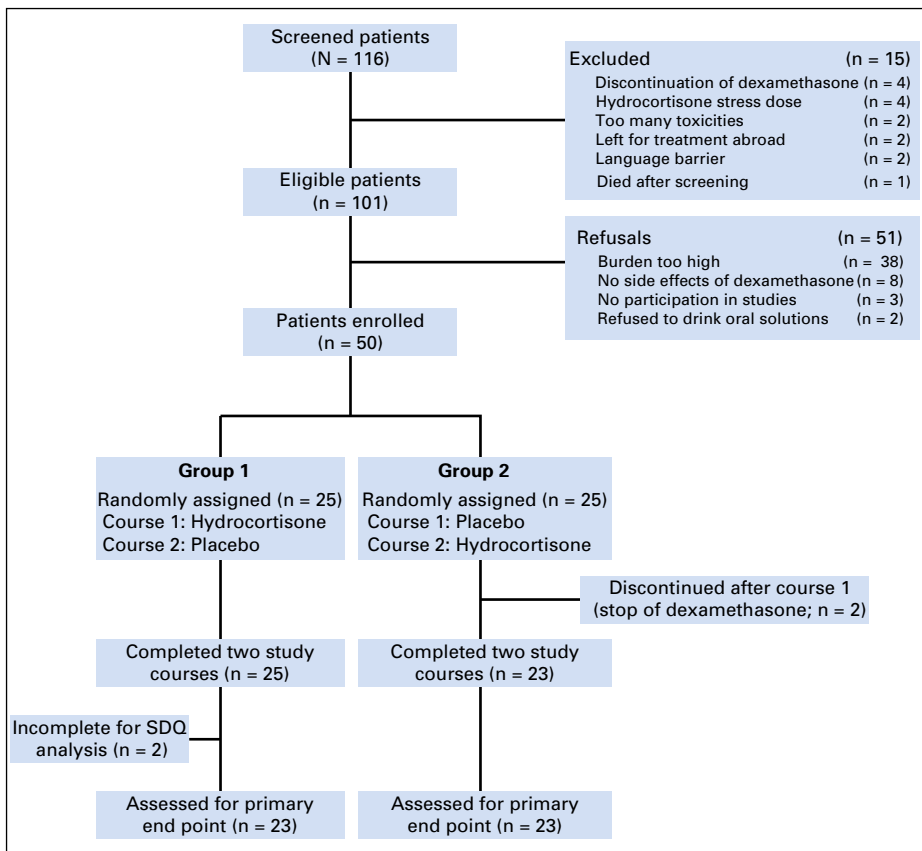 Screened patients
(N = 116)
Excluded (n = 15)
Discontinuation of dexamethasone (n = 4)
Hydrocortisone stress dose (n = 4)
Too many toxicities (n = 2)
Left for treatment abroad (n = 2)
Language barrier (n = 2)
Died after screening (n = 1)
Eligible patients
(n = 101)
Refusals (n = 51)
Burden too high (n = 38)
No side effects of dexamethasone (n = 8)
No participation in studies (n = 3)
Refused to drink oral solutions (n = 2)
Patients enrolled
(n = 50)
Group 1
Randomly assigned (n = 25)
Course 1: Hydrocortisone
Course 2: Placebo
Group 2
Randomly assigned (n = 25)
Course 1: Placebo
Course 2: Hydrocortisone
Discontinued after course 1
(stop of dexamethasone; n = 2)
Completed two study
courses (n = 25)
Completed two study
courses (n = 23)
Incomplete for SDQ
analysis (n = 2)
Assessed for primary
end point (n = 23)
Assessed for primary
end point (n = 23)